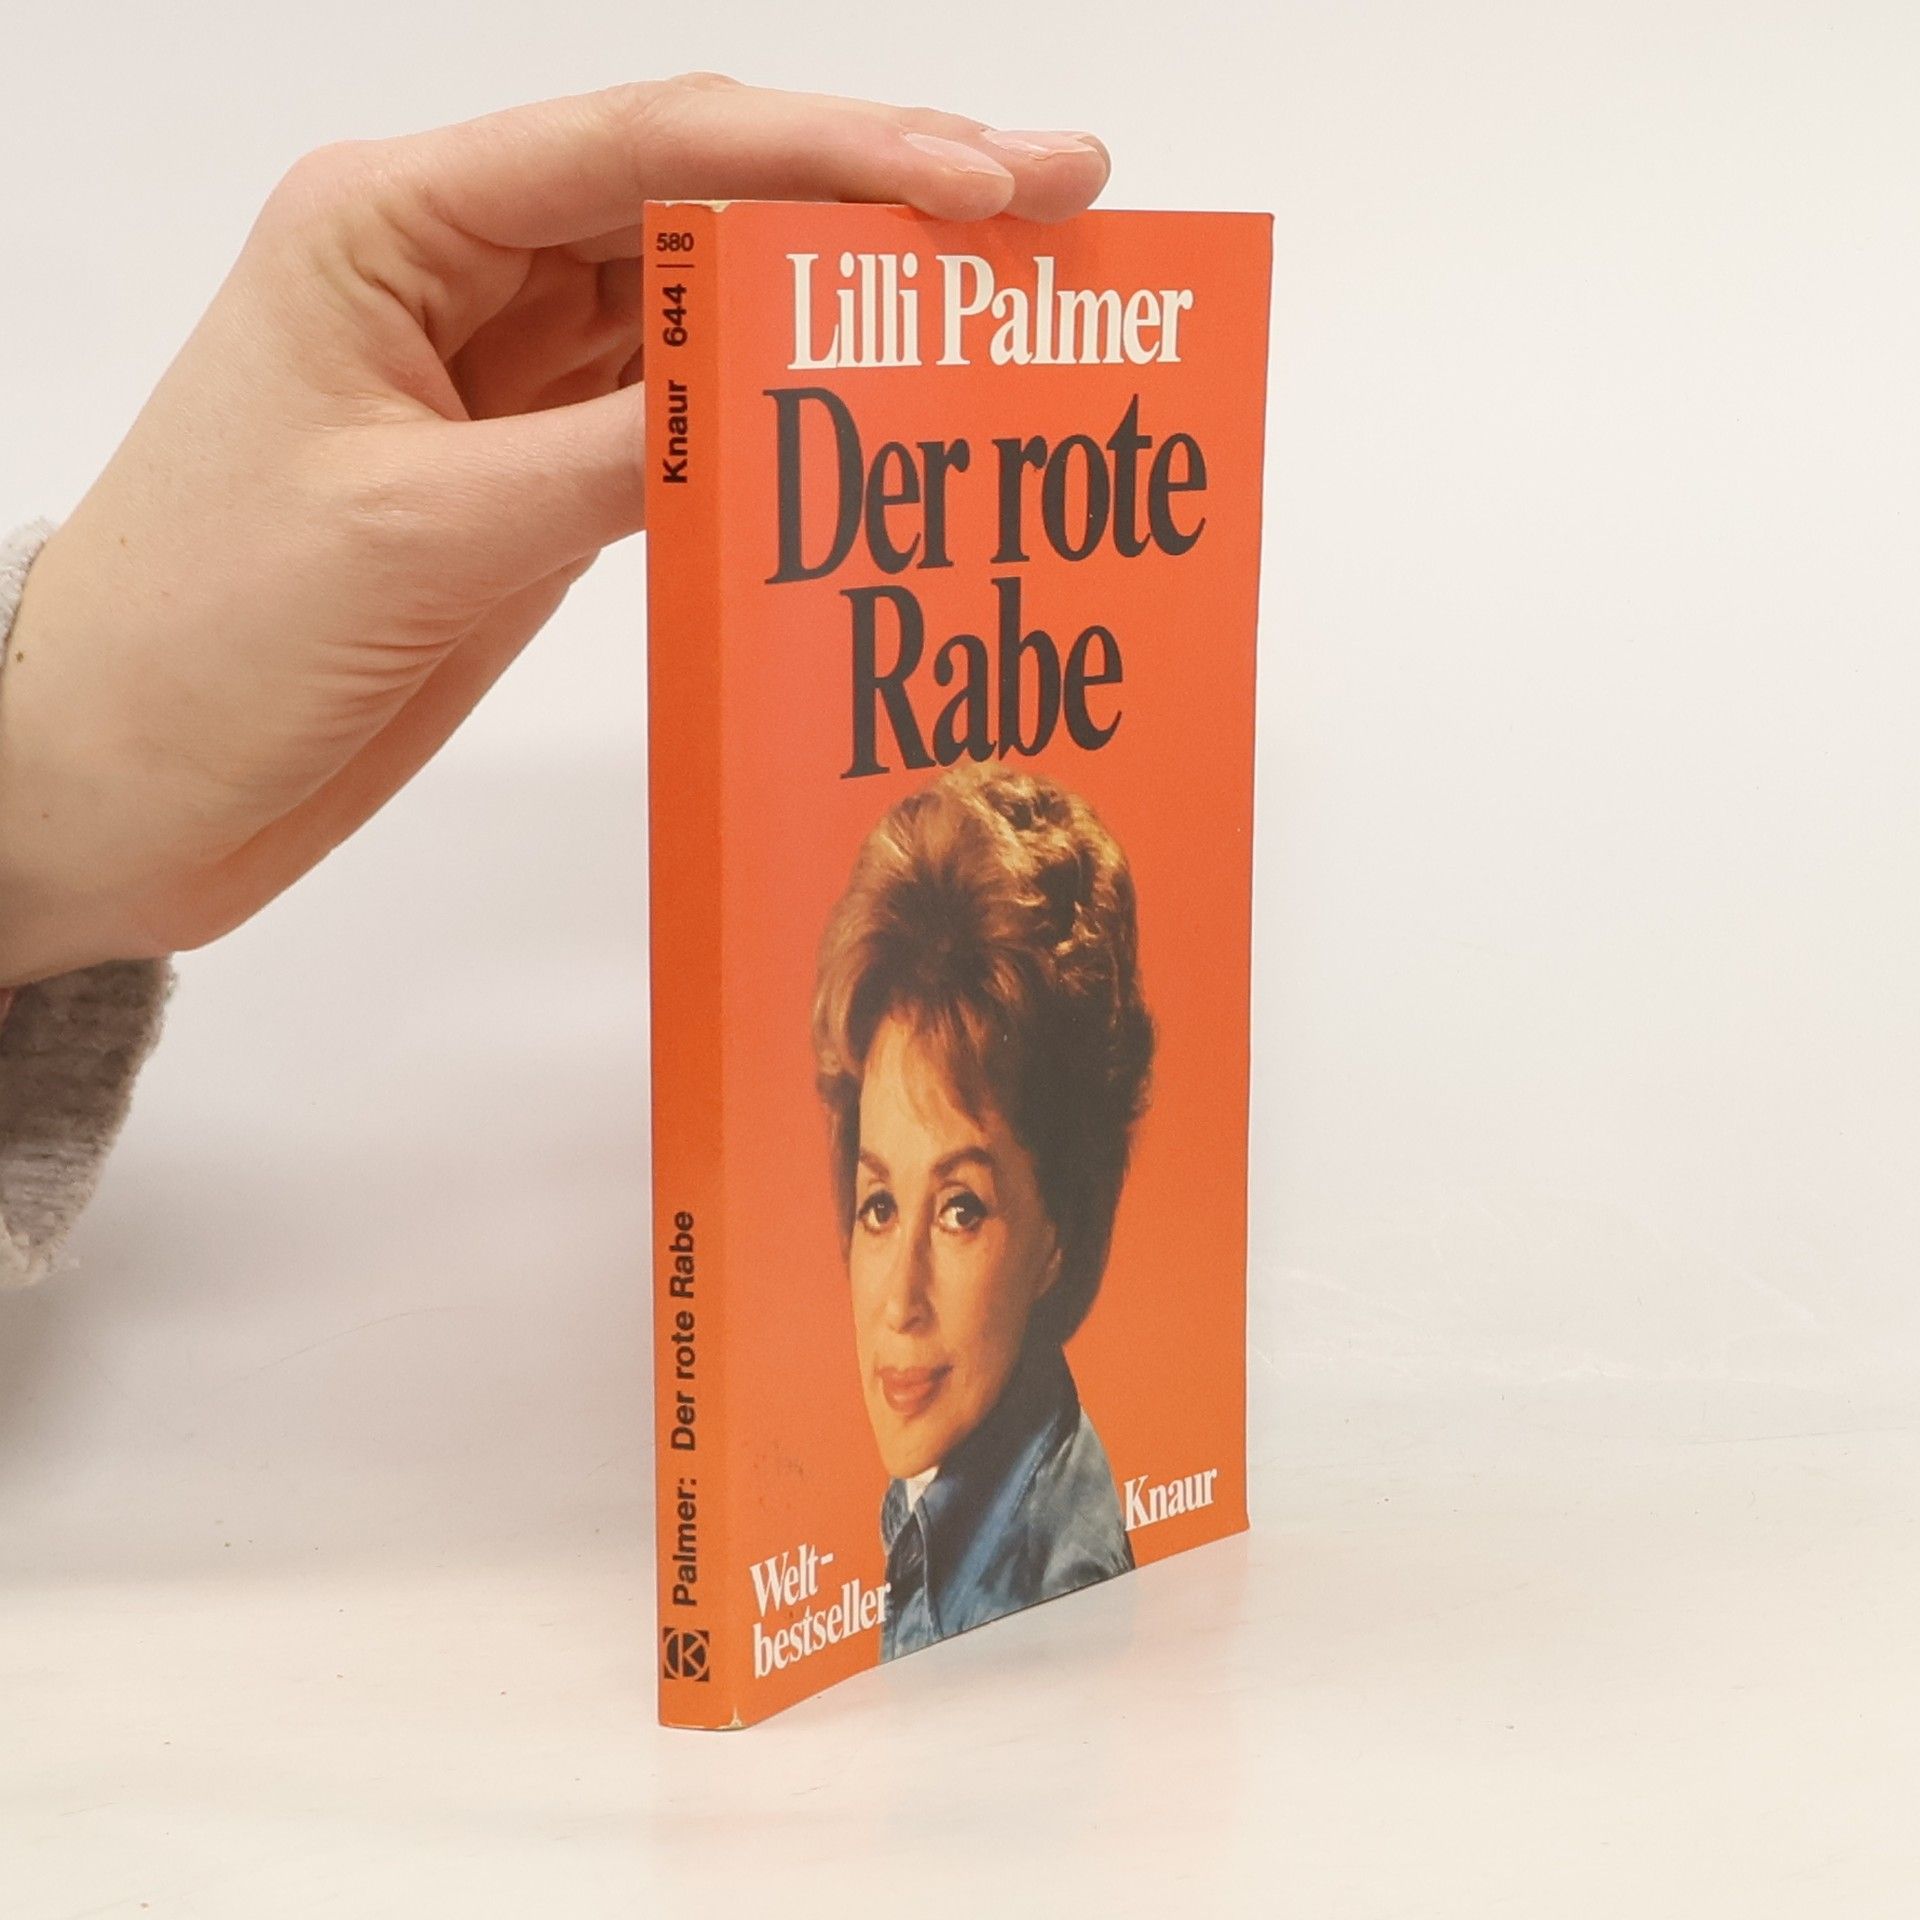 580
Knaur 644
Palmer: Der rote Rabe
K
Lilli Palmer
Der rote
Rabe
Welt-
bestseller
Knaur